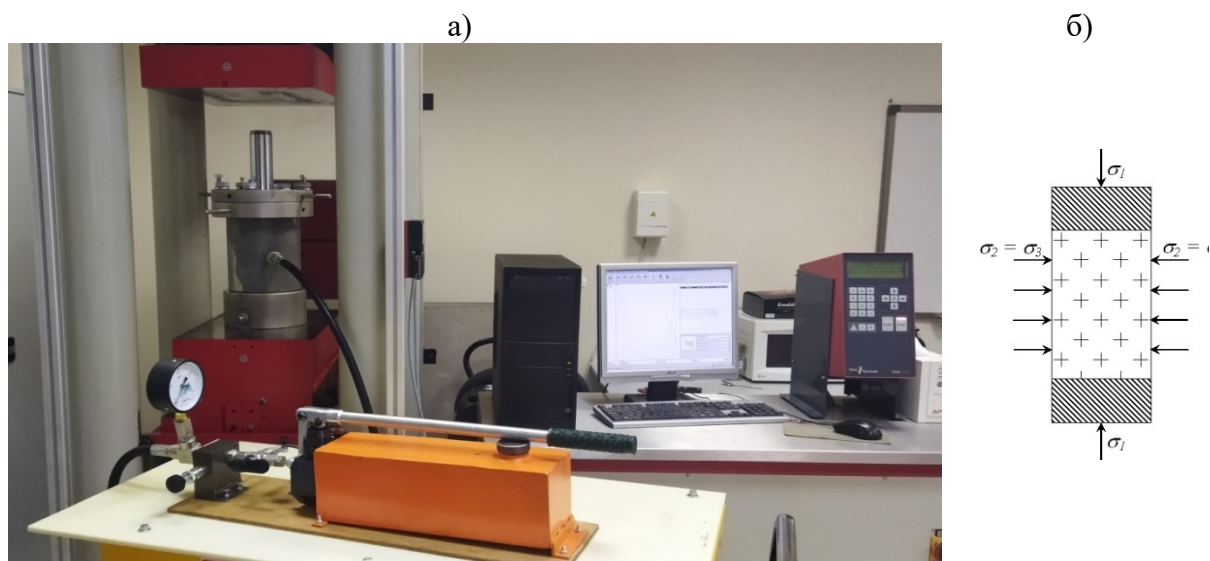 а)
б)
σ1
σ2 = σ3
σ2 =
σ1